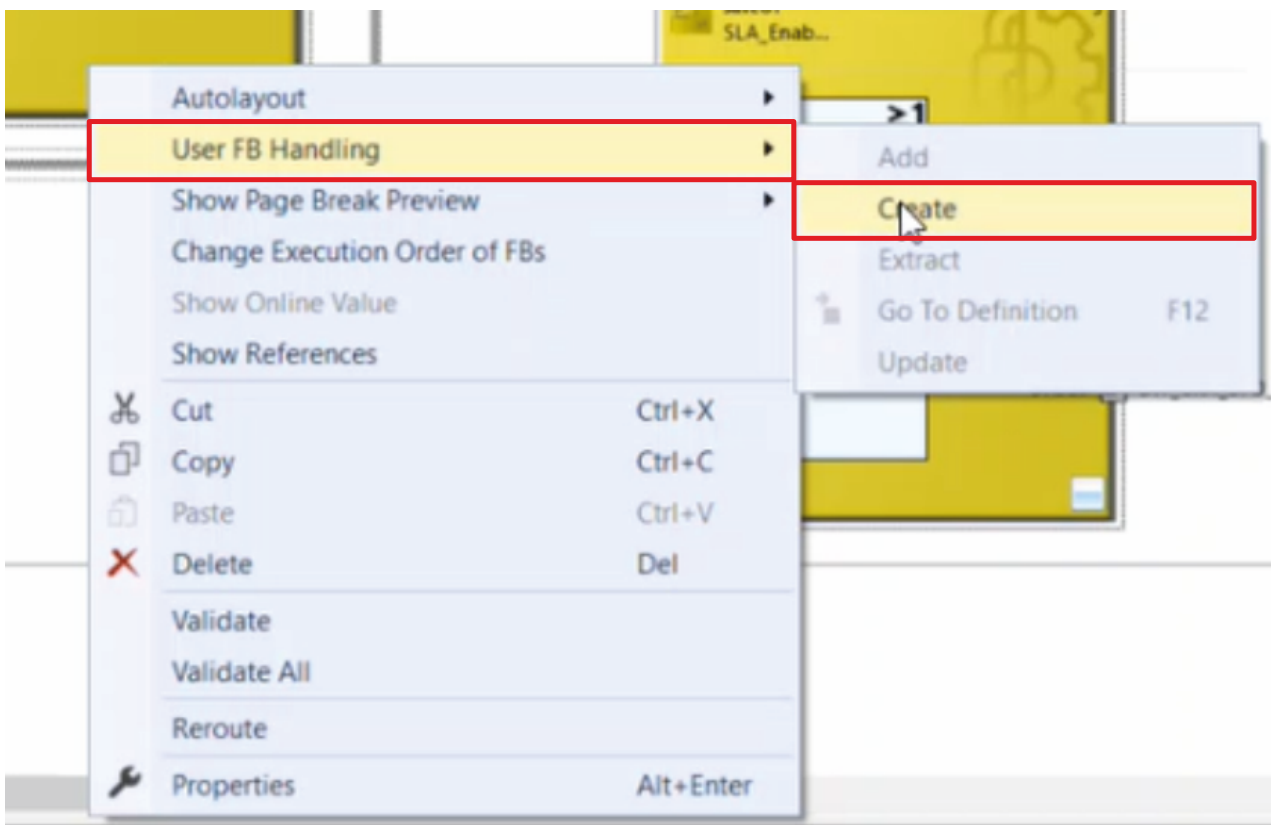 SLA_Enab...
>1
Autolayout
User FB Handling
Show Page Break Preview
Change Execution Order of FBs
Show Online Value
Show References
Cut Ctrl+X
Copy Ctrl+C
Paste Ctrl+V
Delete Del
Validate
Validate All
Reroute
Properties Alt+Enter
Add
Create
Extract
Go To Definition F12
Update